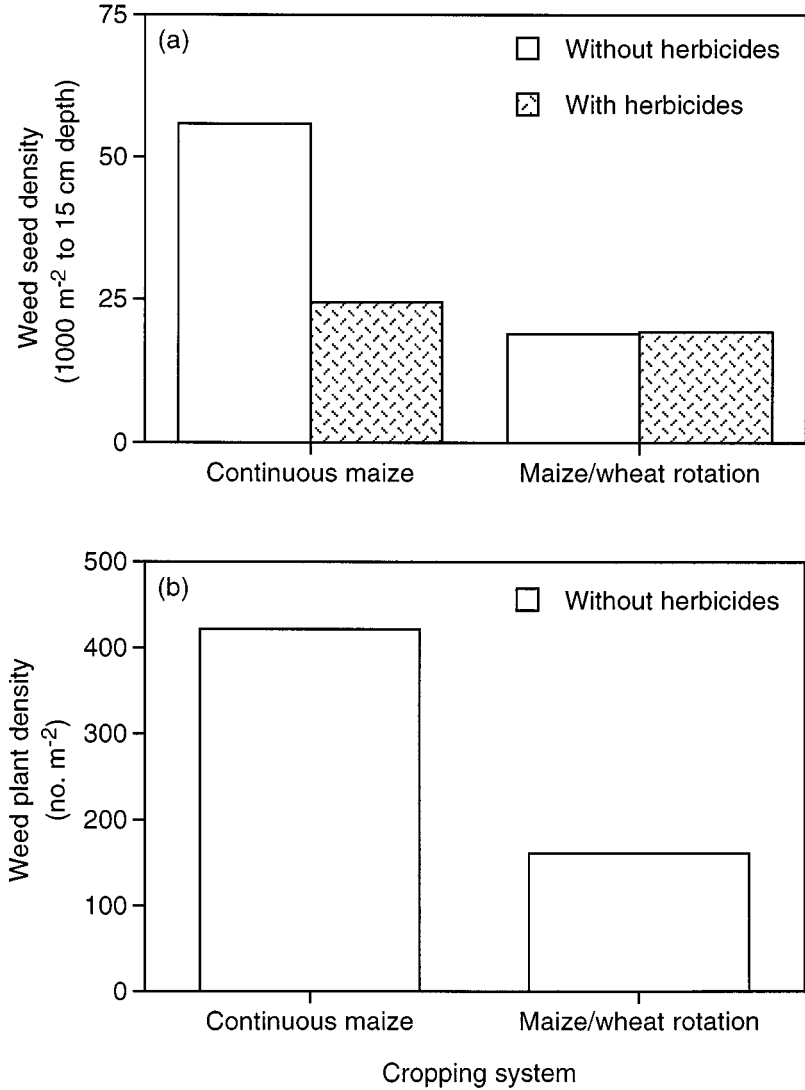 (a)
Without herbicides
With herbicides
75
50
25
0
Weed seed density
(1000 m⁻² to 15 cm depth)
Continuous maize
Maize/wheat rotation
(b)
Without herbicides
500
400
300
200
100
0
Weed plant density
(no. m⁻²)
Continuous maize
Maize/wheat rotation
Cropping system